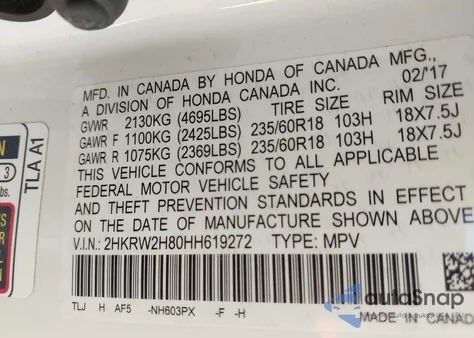 MFD. IN CANADA BY HONDA OF CANADA MFG.,
A DIVISION OF HONDA CANADA INC. 02/17
GVWR 2130KG (4695LBS) TIRE SIZE RIM SIZE
GAWR F 1100KG (2425LBS) 235/60R18 103H 18X7.5J
GAWR R 1075KG (2369LBS) 235/60R18 103H 18X7.5J
THIS VEHICLE CONFORMS TO ALL APPLICABLE
FEDERAL MOTOR VEHICLE SAFETY
AND THEFT PREVENTION STANDARDS IN EFFECT
ON THE DATE OF MANUFACTURE SHOWN ABOVE
V.I.N.: 2HKRW2H80HH619272 TYPE: MPV
TLJ H AF5 -NH603PX -F -H
MADE IN CANAD
TLA A1
3
lbs.
autoSnap